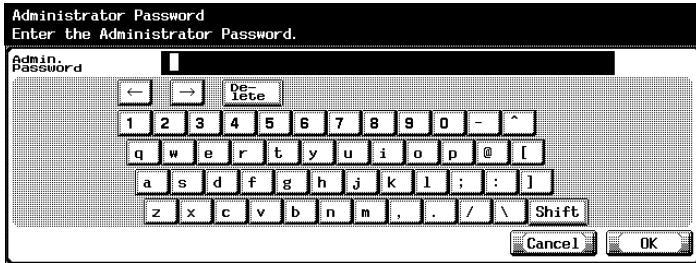 Administrator Password
Enter the Administrator Password.
Admin.
Password
← → De-
lete
1 2 3 4 5 6 7 8 9 0 - ^
q w e r t y u i o p @ [
a s d f g h j k l ; : ]
z x c v b n m , . / \ Shift
Cancel OK